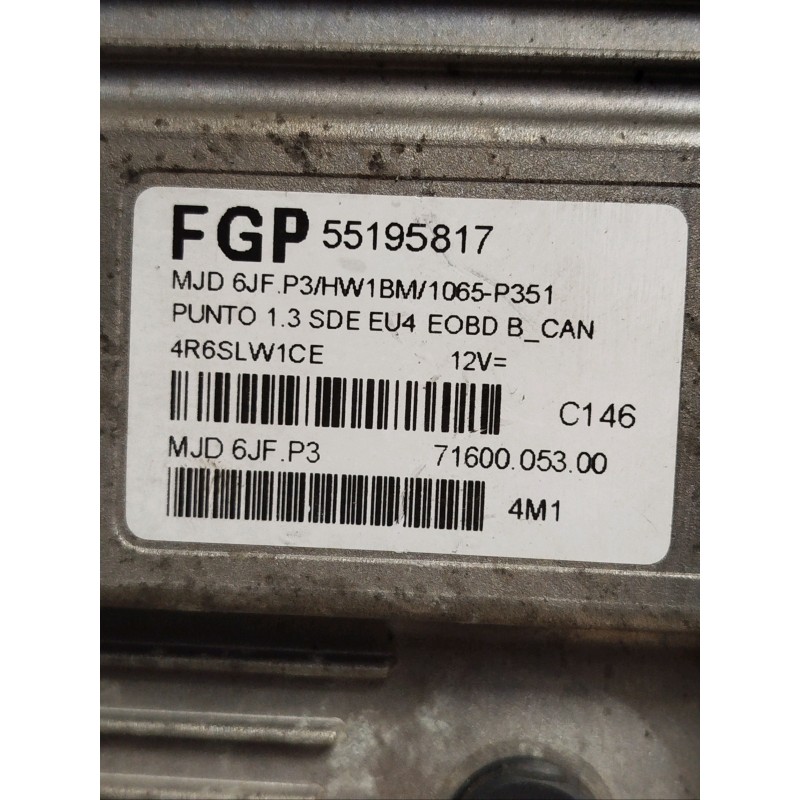 FGP 55195817
MJD 6JF.P3/HW1BM/1065-P351
PUNTO 1.3 SDE EU4 EOBD B_CAN
4R6SLW1CE 12V=
C146
MJD 6JF.P3 71600.053.00
4M1